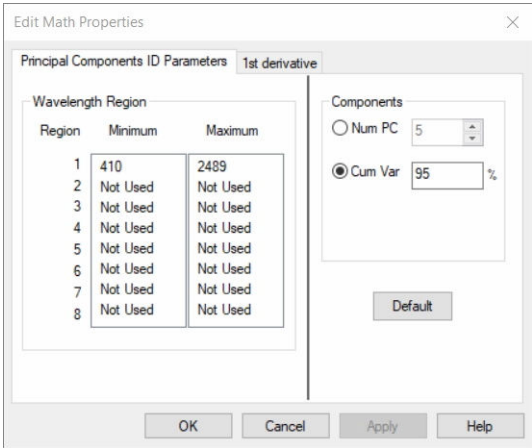 Edit Math Properties
Principal Components ID Parameters 1st derivative
Wavelength Region
Region Minimum Maximum
1 410 2489
2 Not Used Not Used
3 Not Used Not Used
4 Not Used Not Used
5 Not Used Not Used
6 Not Used Not Used
7 Not Used Not Used
8 Not Used Not Used
Components
Num PC 5
Cum Var 95 %
Default
OK Cancel Apply Help